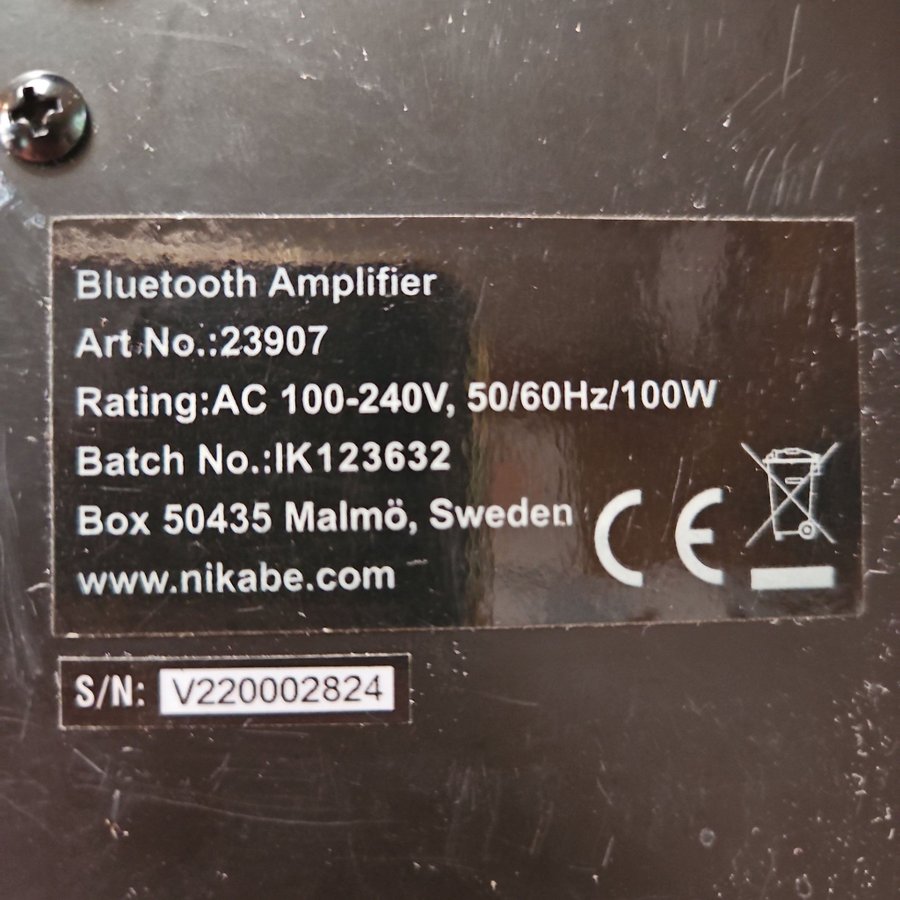 Bluetooth Amplifier
Art No.:23907
Rating:AC 100-240V, 50/60Hz/100W
Batch No.:IK123632
Box 50435 Malmö, Sweden
www.nikabe.com
CE
S/N: V220002824